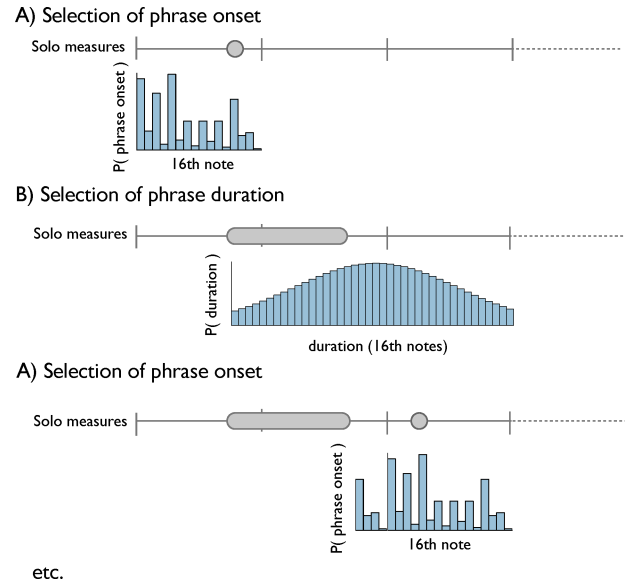 A) Selection of phrase onset
Solo measures
P( phrase onset )
16th note
B) Selection of phrase duration
Solo measures
P( duration )
duration (16th notes)
A) Selection of phrase onset
Solo measures
P( phrase onset )
16th note
etc.